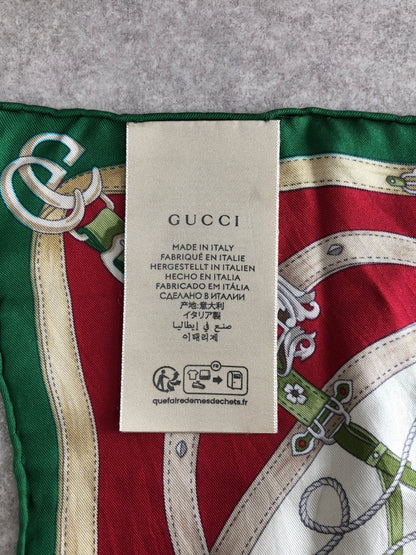 GUCCI
MADE IN ITALY
FABRIQUÉ EN ITALIE
HERGESTELLT IN ITALIEN
HECHO EN ITALIA
FABRICADO EM ITÁLIA
СДЕЛАНО В ИТАЛИИ
产地:意大利
イタリア製
صنع في إيطاليا
이태리제
FR
quefairedemesdechets.fr